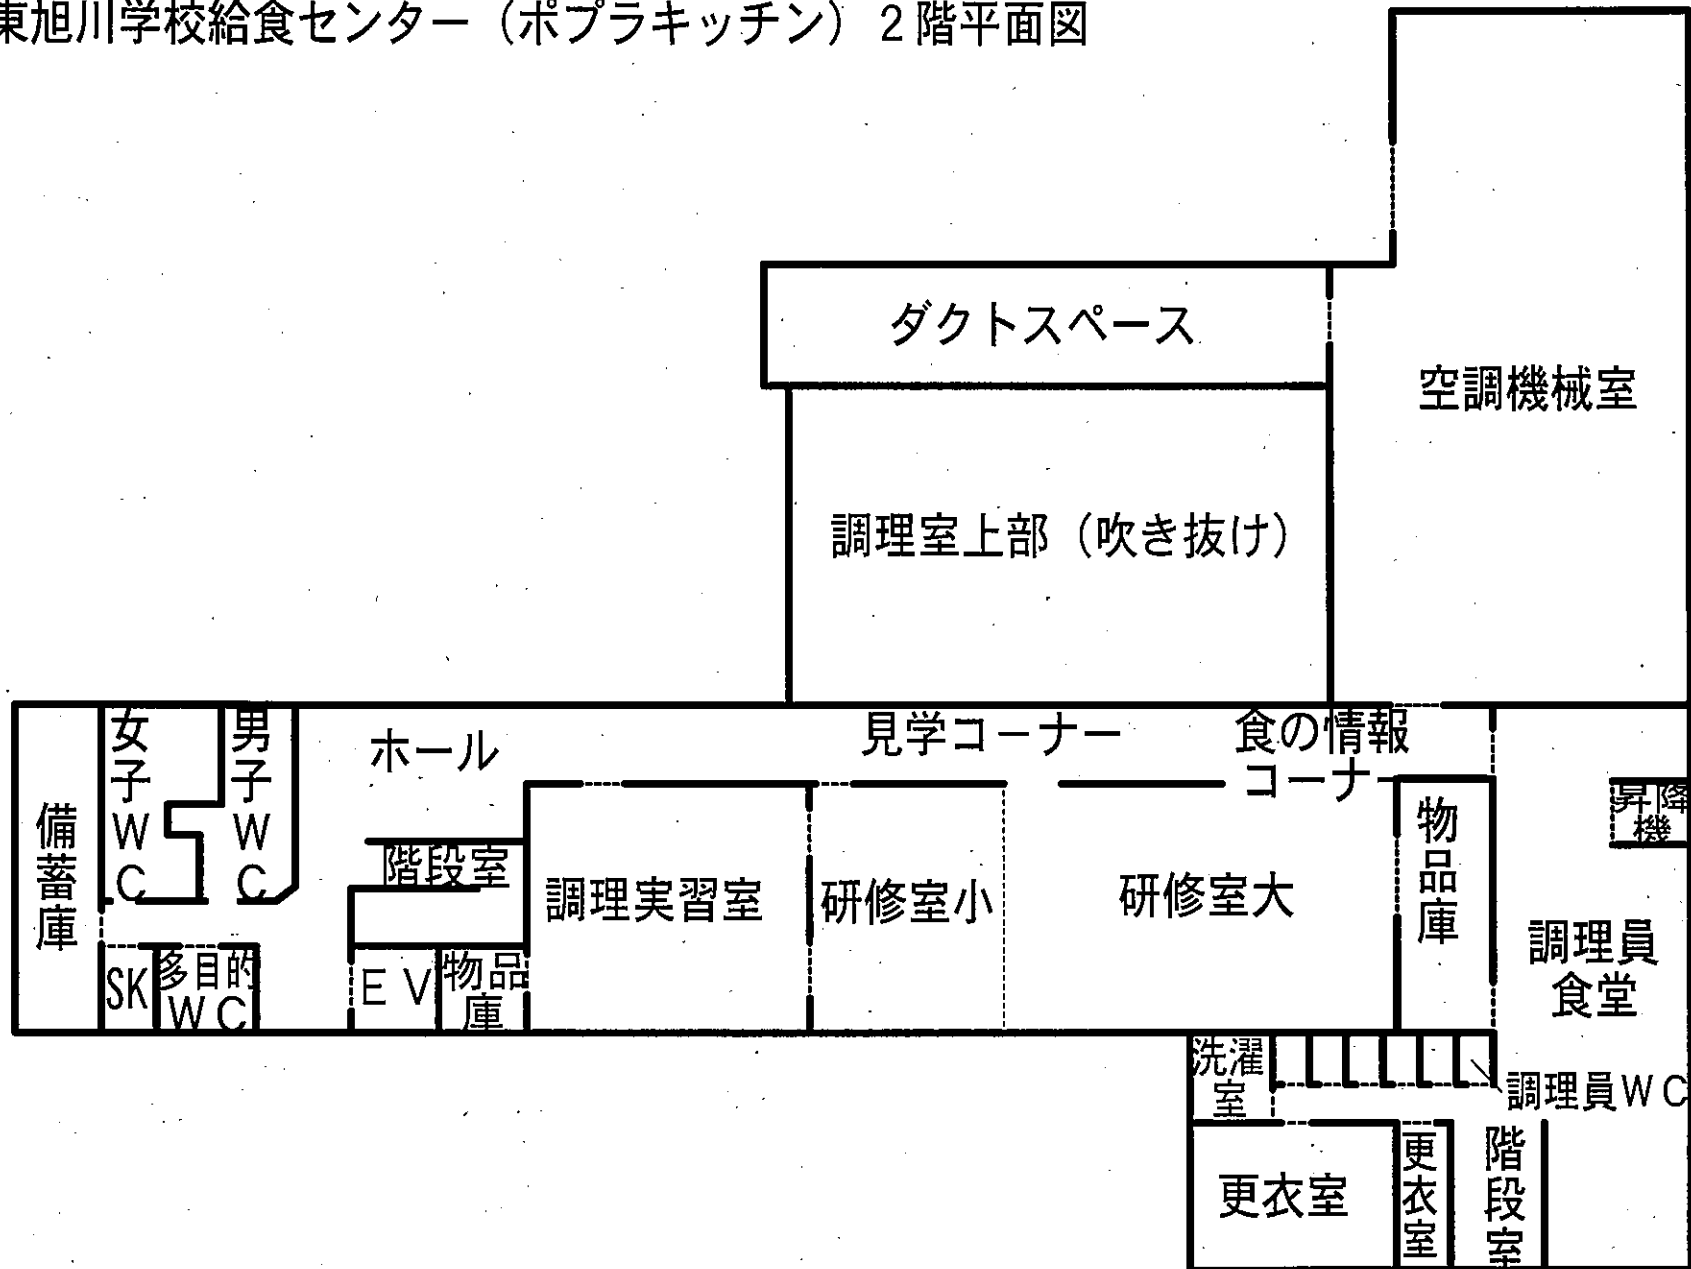 東旭川学校給食センター（ポプラキッチン）２階平面図
ダクトスペース
空調機械室
調理室上部（吹き抜け）
女子WC
男子WC
ホール
見学コーナー
食の情報
コーナー
備蓄庫
階段室
調理実習室
研修室小
研修室大
物品庫
昇降
機
調理員
食堂
SK
多目的
WC
EV
物品
庫
洗濯
室
調理員WC
更衣室
更衣室
階段室